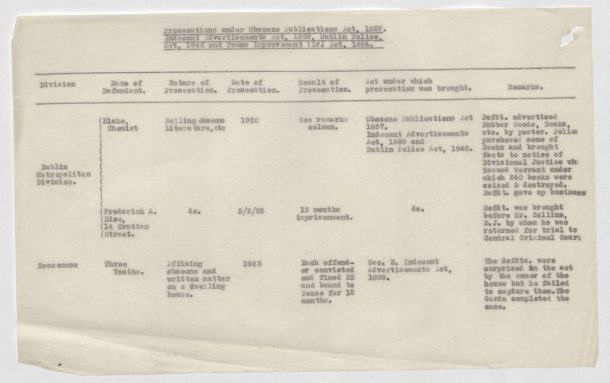 Prosecutions under Obscene Publications Act, 1857.
Indecent Advertisements Act, 1889, Dublin Police,
Act, 1842 and Towns Improvement (Ir) Act, 1854.
Division
Name of Defendant.
Nature of Prosecution.
Date of Prosecution.
Result of Prosecution.
Act under which prosecution was brought.
Remarks.
Dublin
Metropolitan
Division.
(Blake,
Chemist
Selling obscene
literature, etc
1920
See remarks
column.
Obscene Publications Act
1857,
Indecent Advertisements
Act, 1889 and
Dublin Police Act, 1842.
Defdt. advertised
Rubber Goods, Books,
etc. by poster. Police
purchased some of
Books and brought
facts to notice of
Divisional Justice who
issued Warrant under
which 240 books were
seized & destroyed.
Defdt. gave up business
(Frederick A.
(14 Grattan
(Street.
do.
5/2/25
12 months
imprisonment.
do.
Defdt. was brought
before Mr. Collins,
D.J. by whom he was
returned for trial to
Central Criminal Court
Roscommon
Three
Youths.
Affixing
obscene and
written matter
on a dwelling
house.
Each offend-
er convicted
and fined £2
and bound to
Peace for 12
months.
Sec. 3. Indecent
Advertisements Act,
1889.
The defdts. were
surprised in the act
by the owner of the
house but he failed
to capture them. The
Garda completed the
case.